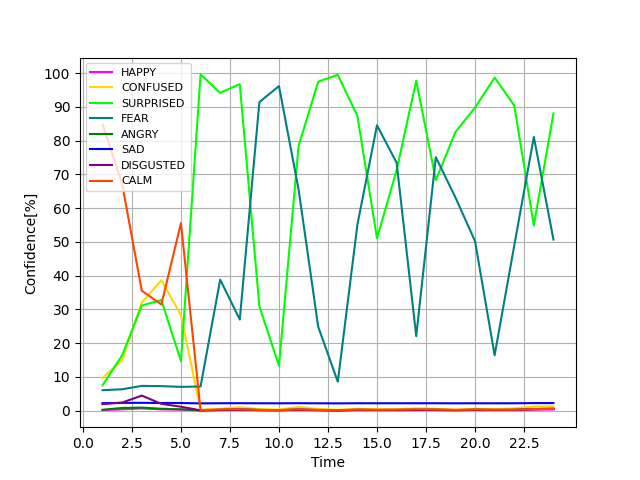 100
90
80
70
60
50
40
30
20
10
0
Confidence[%]
HAPPY
CONFUSED
SURPRISED
FEAR
ANGRY
SAD
DISGUSTED
CALM
0.0 2.5 5.0 7.5 10.0 12.5 15.0 17.5 20.0 22.5
Time